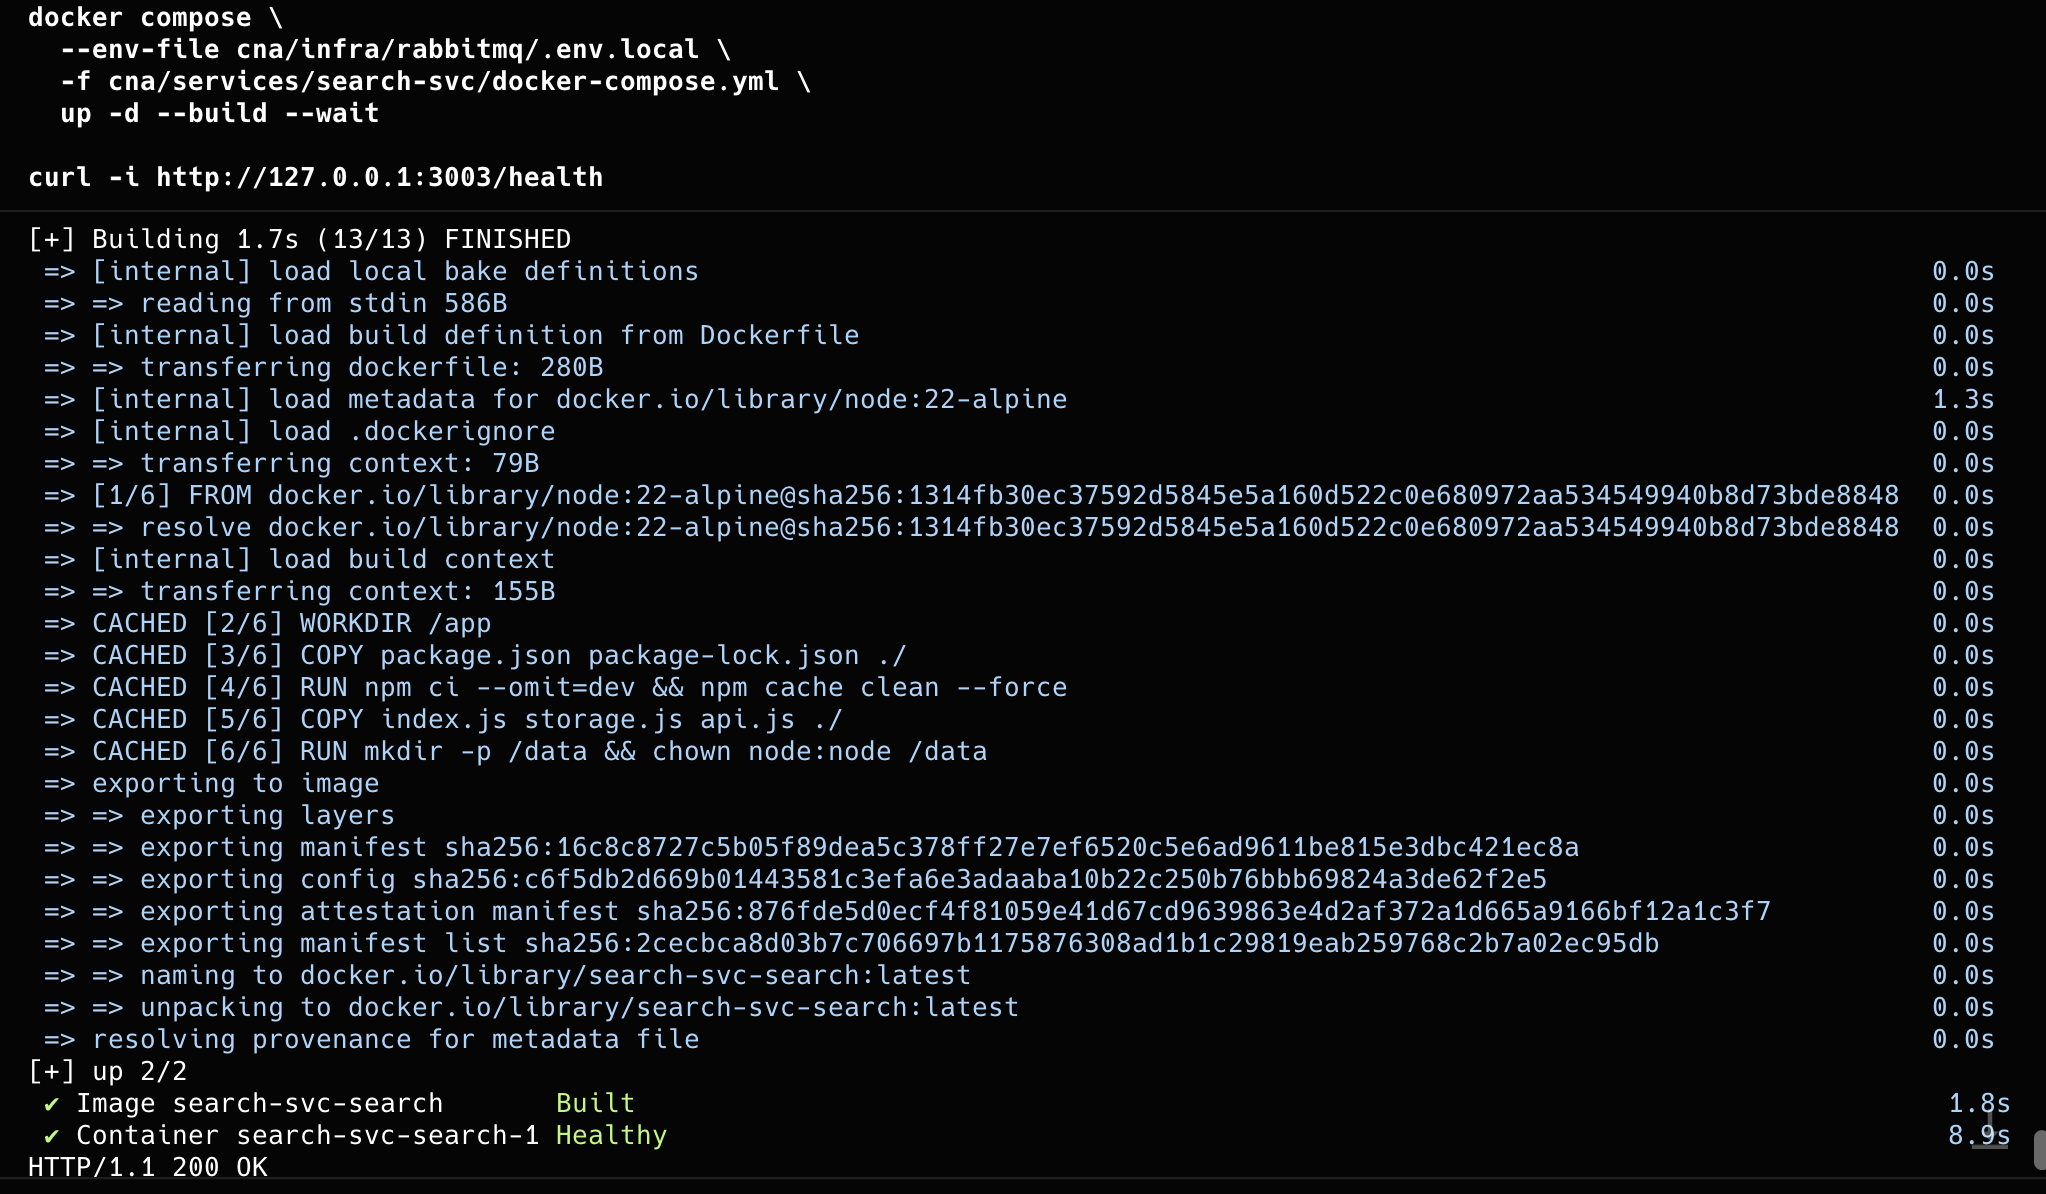 docker compose \
--env-file cna/infra/rabbitmq/.env.local \
-f cna/services/search-svc/docker-compose.yml \
up -d --build --wait
curl -i http://127.0.0.1:3003/health
[+] Building 1.7s (13/13) FINISHED
=> [internal] load local bake definitions 0.0s
=> => reading from stdin 586B 0.0s
=> [internal] load build definition from Dockerfile 0.0s
=> => transferring dockerfile: 280B 0.0s
=> [internal] load metadata for docker.io/library/node:22-alpine 1.3s
=> [internal] load .dockerignore 0.0s
=> => transferring context: 79B 0.0s
=> [1/6] FROM docker.io/library/node:22-alpine@sha256:1314fb30ec37592d5845e5a160d522c0e680972aa534549940b8d73bde8848 0.0s
=> => resolve docker.io/library/node:22-alpine@sha256:1314fb30ec37592d5845e5a160d522c0e680972aa534549940b8d73bde8848 0.0s
=> [internal] load build context 0.0s
=> => transferring context: 155B 0.0s
=> CACHED [2/6] WORKDIR /app 0.0s
=> CACHED [3/6] COPY package.json package-lock.json ./ 0.0s
=> CACHED [4/6] RUN npm ci --omit=dev && npm cache clean --force 0.0s
=> CACHED [5/6] COPY index.js storage.js api.js ./ 0.0s
=> CACHED [6/6] RUN mkdir -p /data && chown node:node /data 0.0s
=> exporting to image 0.0s
=> => exporting layers 0.0s
=> => exporting manifest sha256:16c8c8727c5b05f89dea5c378ff27e7ef6520c5e6ad9611be815e3dbc421ec8a 0.0s
=> => exporting config sha256:c6f5db2d669b01443581c3efa6e3adaaba10b22c250b76bbb69824a3de62f2e5 0.0s
=> => exporting attestation manifest sha256:876fde5d0ecf4f81059e41d67cd9639863e4d2af372a1d665a9166bf12a1c3f7 0.0s
=> => exporting manifest list sha256:2cecbca8d03b7c706697b1175876308ad1b1c29819eab259768c2b7a02ec95db 0.0s
=> => naming to docker.io/library/search-svc-search:latest 0.0s
=> => unpacking to docker.io/library/search-svc-search:latest 0.0s
=> resolving provenance for metadata file 0.0s
[+] up 2/2
✔ Image search-svc-search Built 1.8s
✔ Container search-svc-search-1 Healthy 8.9s
HTTP/1.1 200 OK